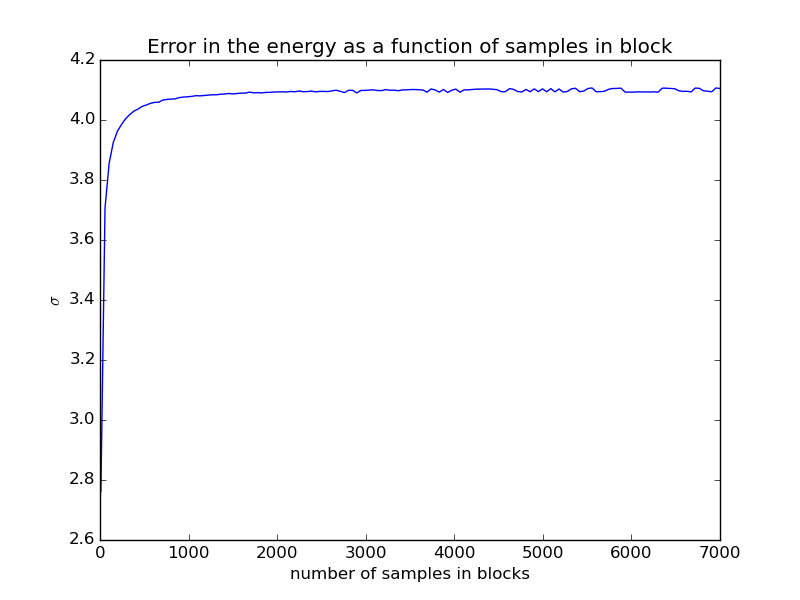 Error in the energy as a function of samples in block
4.2
4.0
3.8
3.6
σ
3.4
3.2
3.0
2.8
2.6
0 1000 2000 3000 4000 5000 6000 7000
number of samples in blocks